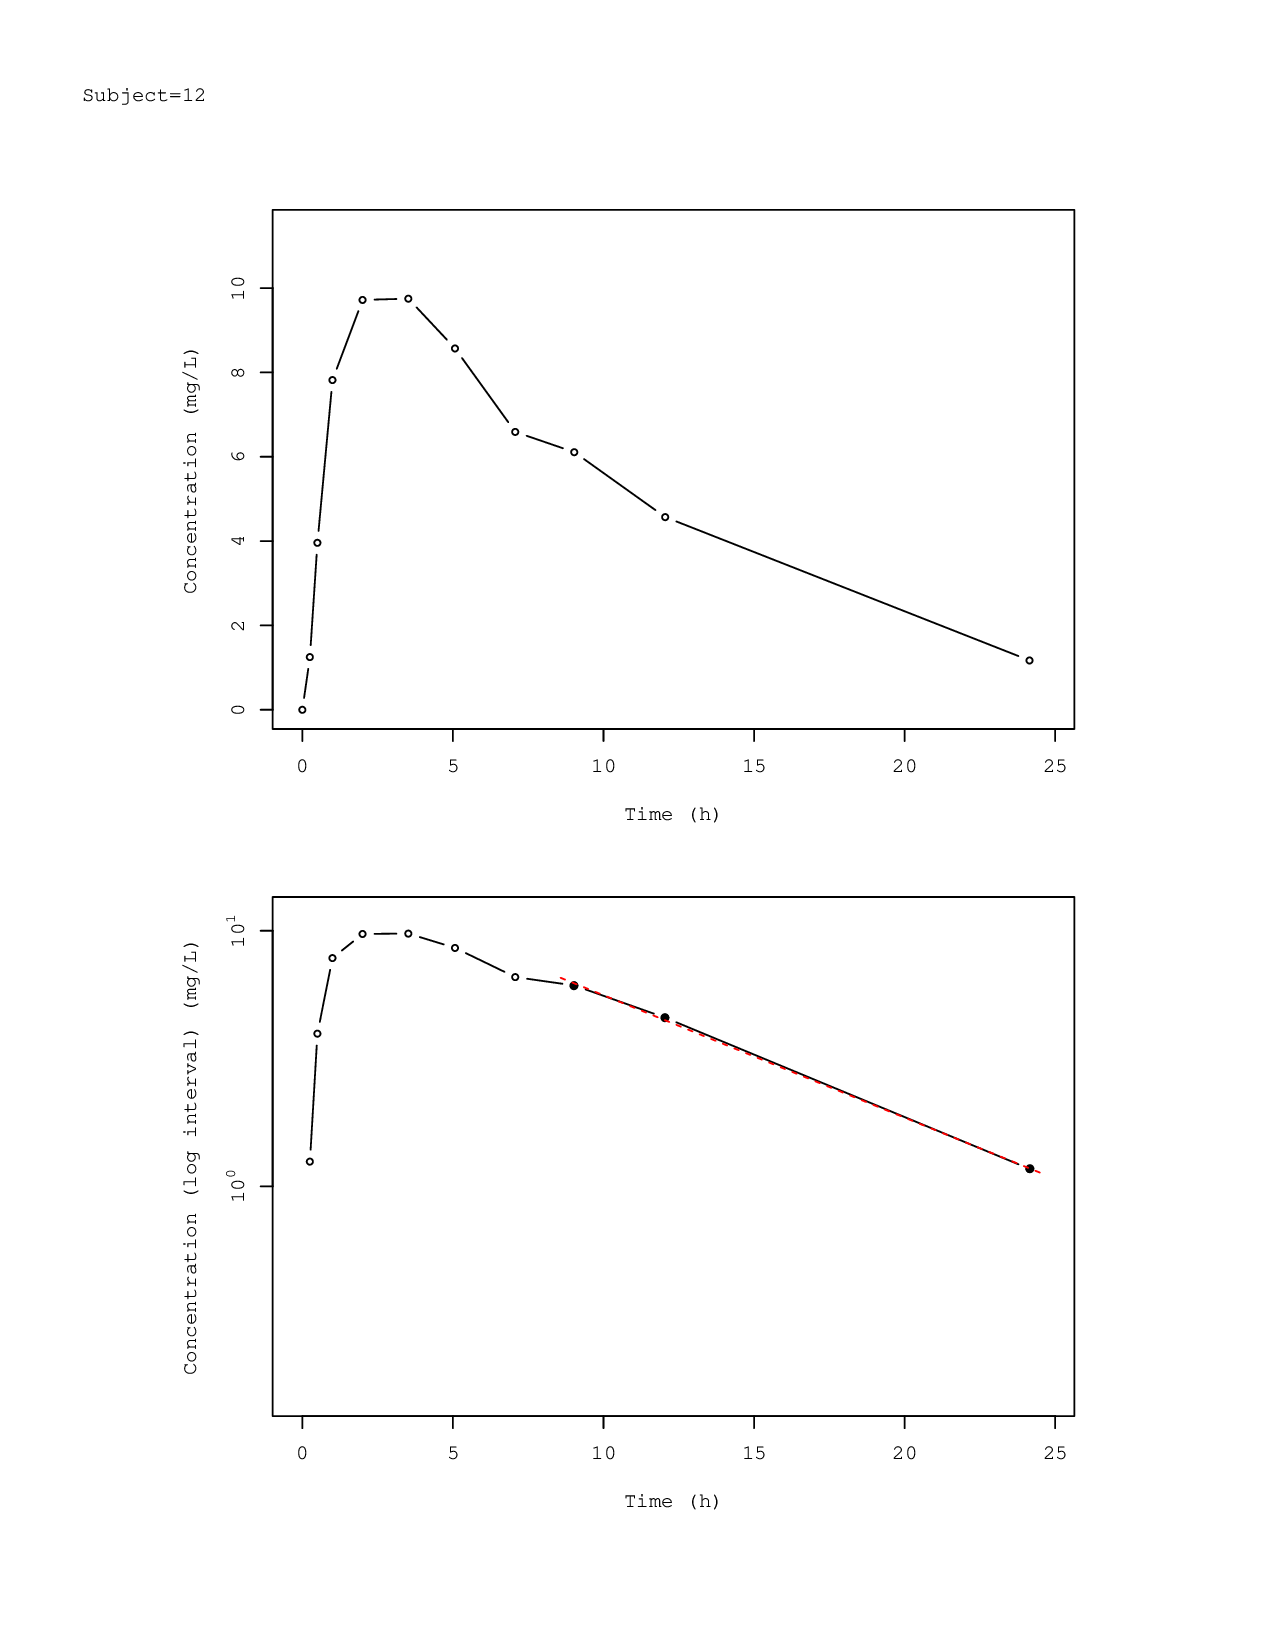 Subject=12
Concentration (mg/L)
10
8
6
4
2
0
0 5 10 15 20 25
Time (h)
Concentration (log interval) (mg/L)
10¹
10⁰
0 5 10 15 20 25
Time (h)